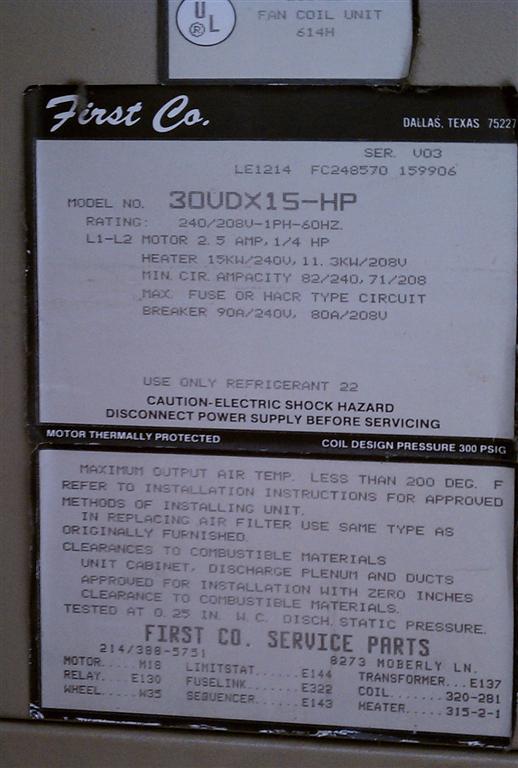 UL ®
FAN COIL UNIT
614H
First Co.
DALLAS, TEXAS 75227
SER. V03
LE1214 FC248570 159906
MODEL NO. 30VDX15-HP
RATING: 240/208V-1PH-60HZ.
L1-L2 MOTOR 2.5 AMP, 1/4 HP
HEATER 15KW/240V, 11.3KW/208V
MIN. CIR. AMPACITY 82/240, 71/208
MAX. FUSE OR HACR TYPE CIRCUIT
BREAKER 90A/240V, 80A/208V
USE ONLY REFRIGERANT 22
CAUTION-ELECTRIC SHOCK HAZARD
DISCONNECT POWER SUPPLY BEFORE SERVICING
MOTOR THERMALLY PROTECTED COIL DESIGN PRESSURE 300 PSIG
MAXIMUM OUTPUT AIR TEMP. LESS THAN 200 DEG. F
REFER TO INSTALLATION INSTRUCTIONS FOR APPROVED
METHODS OF INSTALLING UNIT.
IN REPLACING AIR FILTER USE SAME TYPE AS
ORIGINALLY FURNISHED.
CLEARANCES TO COMBUSTIBLE MATERIALS
UNIT CABINET, DISCHARGE PLENUM AND DUCTS
APPROVED FOR INSTALLATION WITH ZERO INCHES
CLEARANCE TO COMBUSTIBLE MATERIALS.
TESTED AT 0.25 IN. W.C. DISCH. STATIC PRESSURE.
FIRST CO. SERVICE PARTS
214/388-5751 8273 MOBERLY LN.
MOTOR.....M18 LIMITSTAT......E144 TRANSFORMER...E137
RELAY....E130 FUSELINK.......E322 COIL.......320-281
WHEEL.....W35 SEQUENCER......E143 HEATER.....315-2-1